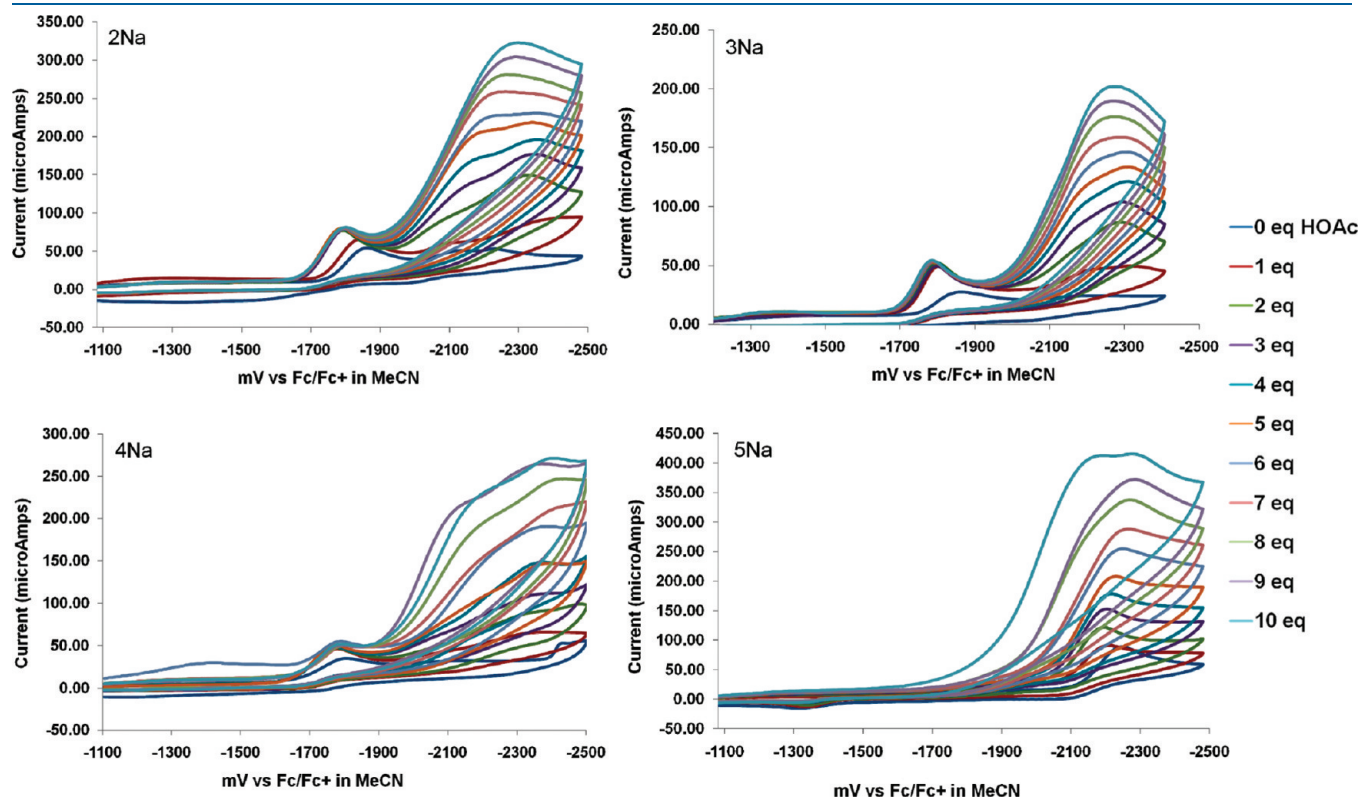 2Na
350.00
300.00
250.00
200.00
150.00
100.00
50.00
0.00
-50.00
Current (microAmps)
-1100 -1300 -1500 -1700 -1900 -2100 -2300 -2500
mV vs Fc/Fc+ in MeCN
3Na
250.00
200.00
150.00
100.00
50.00
0.00
Current (microAmps)
-1300 -1500 -1700 -1900 -2100 -2300 -2500
mV vs Fc/Fc+ in MeCN
4Na
300.00
250.00
200.00
150.00
100.00
50.00
0.00
-50.00
Current (microAmps)
-1100 -1300 -1500 -1700 -1900 -2100 -2300 -2500
mV vs Fc/Fc+ in MeCN
5Na
450.00
400.00
350.00
300.00
250.00
200.00
150.00
100.00
50.00
0.00
-50.00
Current (microAmps)
-1100 -1300 -1500 -1700 -1900 -2100 -2300 -2500
mV vs Fc/Fc+ in MeCN
0 eq HOAc
1 eq
2 eq
3 eq
4 eq
5 eq
6 eq
7 eq
8 eq
9 eq
10 eq